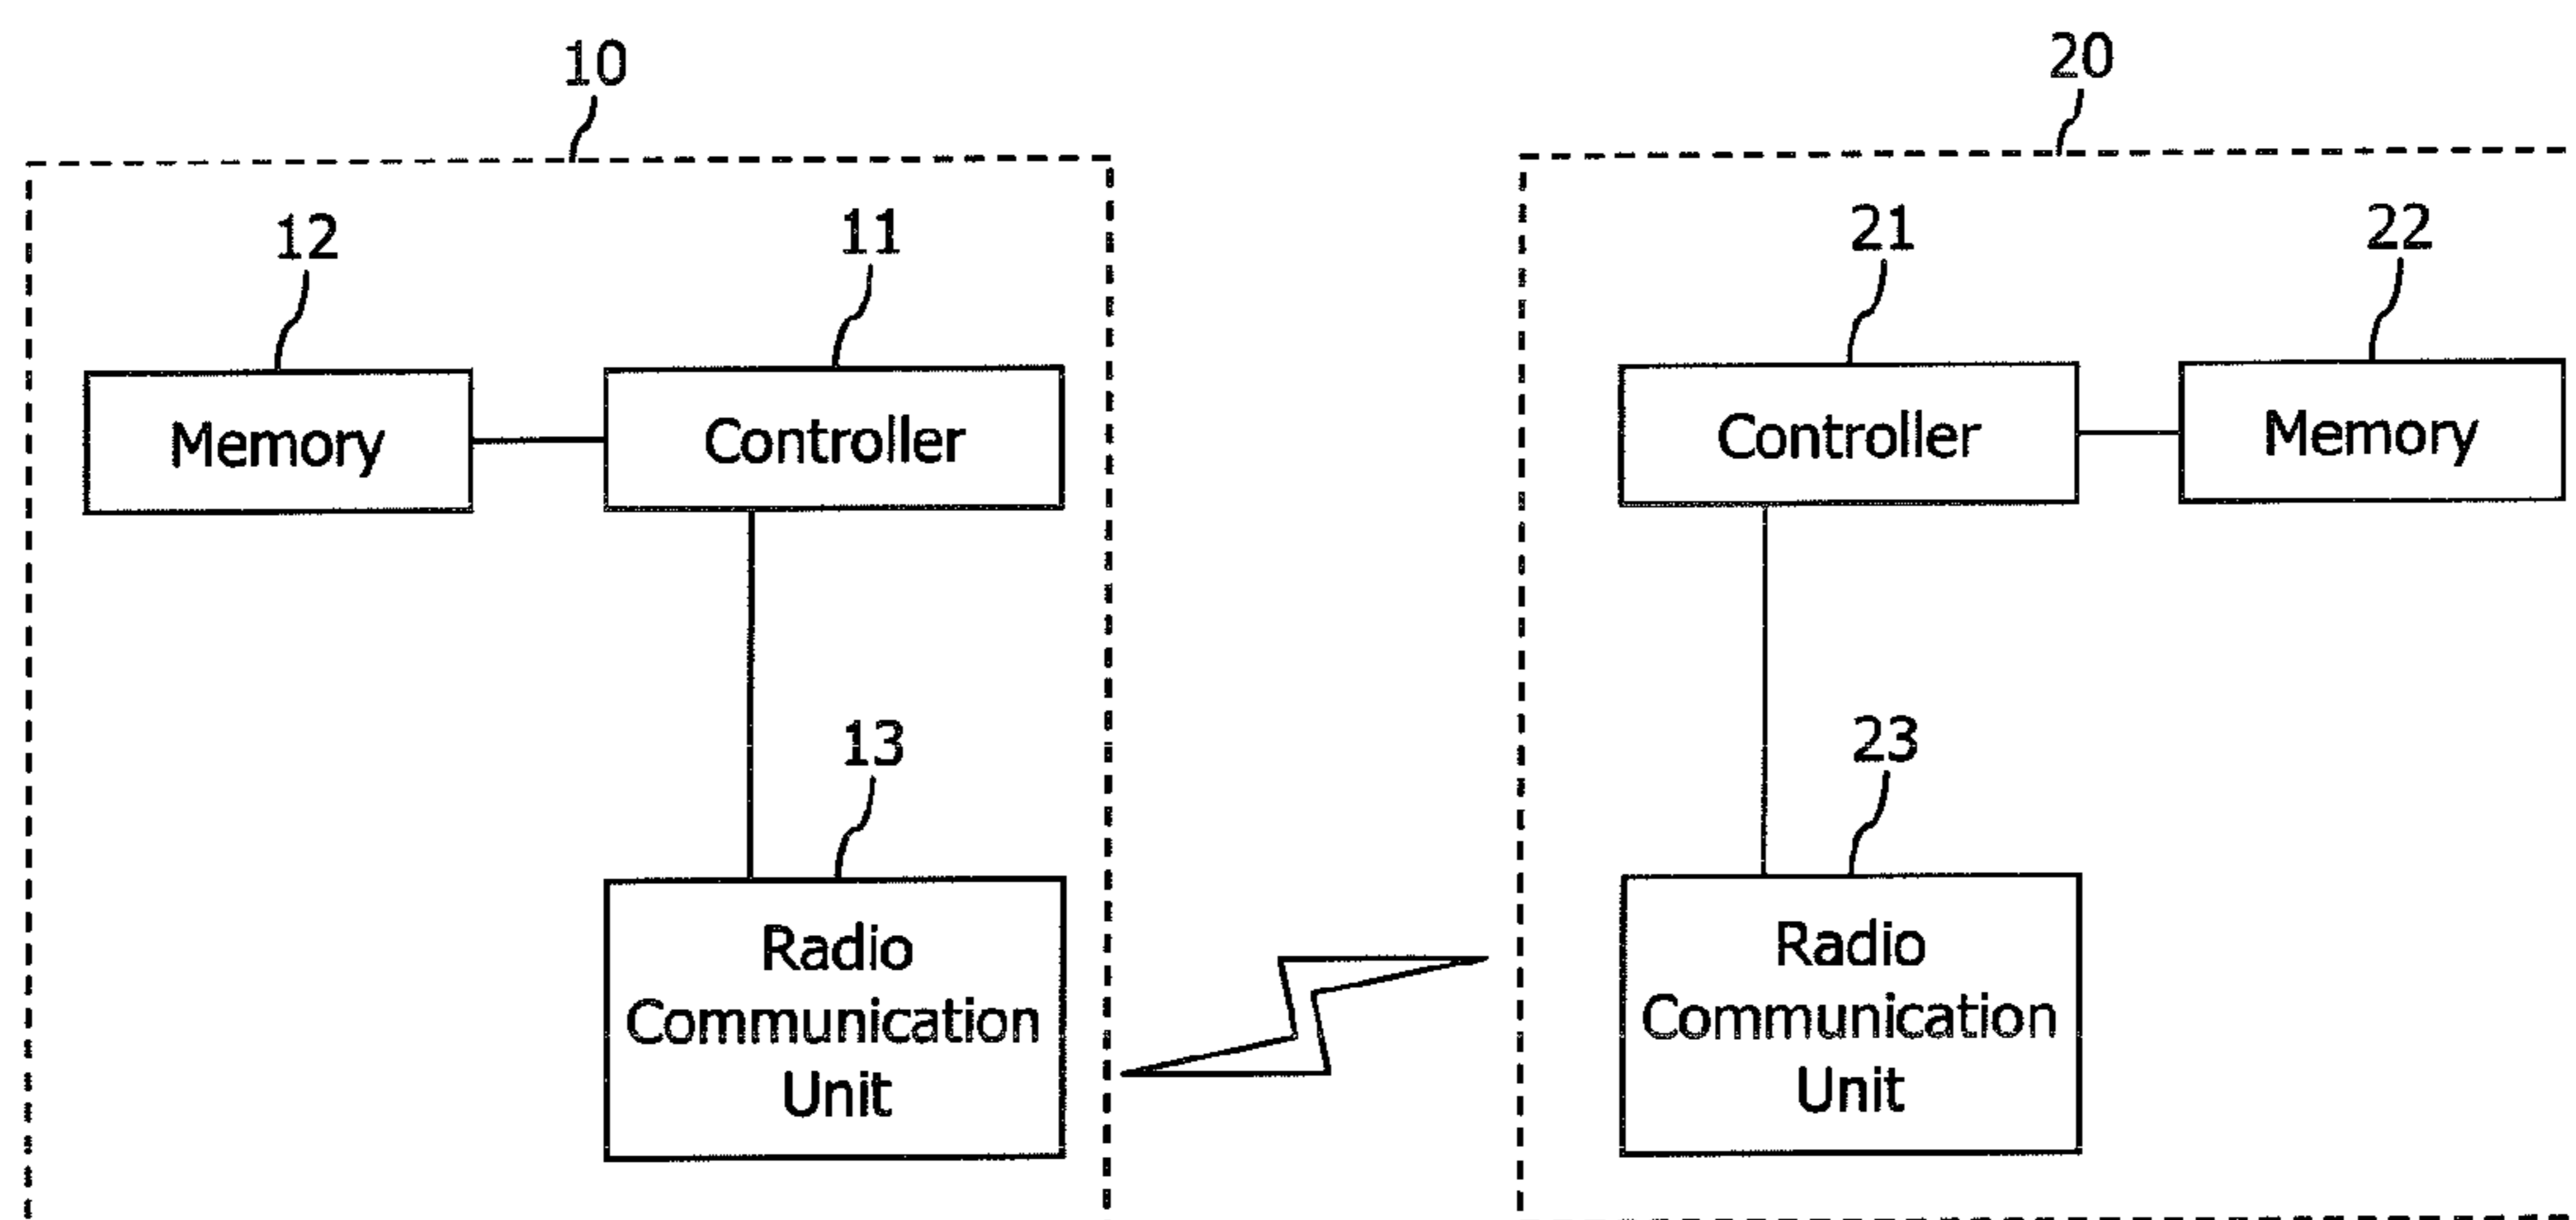 10
20
12
11
21
22
Memory
Controller
Controller
Memory
13
23
Radio
Communication
Unit
Radio
Communication
Unit